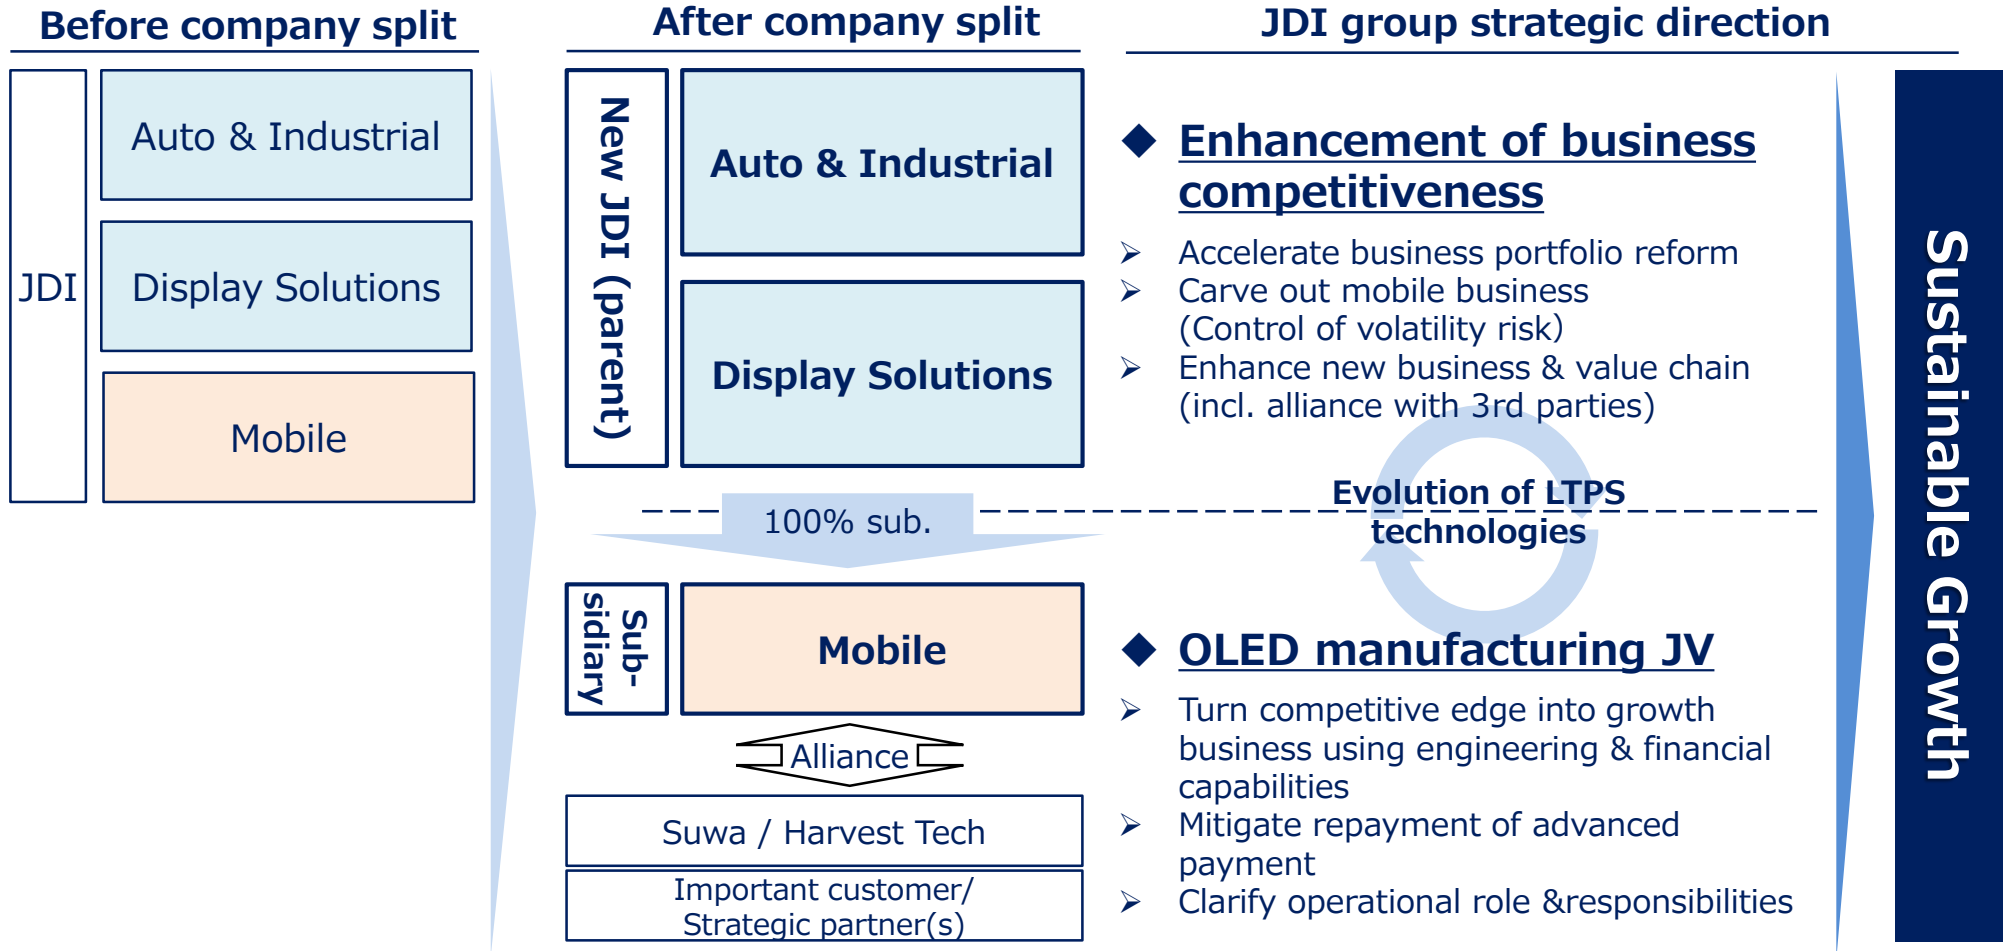 Before company split
JDI
Auto & Industrial
Display Solutions
Mobile
After company split
New JDI (parent)
Auto & Industrial
Display Solutions
100% sub.
Sub-
sidiary
Mobile
Alliance
Suwa / Harvest Tech
Important customer/
Strategic partner(s)
JDI group strategic direction
◆ Enhancement of business
competitiveness
➢ Accelerate business portfolio reform
➢ Carve out mobile business
(Control of volatility risk)
➢ Enhance new business & value chain
(incl. alliance with 3rd parties)
Evolution of LTPS
technologies
◆ OLED manufacturing JV
➢ Turn competitive edge into growth
business using engineering & financial
capabilities
➢ Mitigate repayment of advanced
payment
➢ Clarify operational role &responsibilities
Sustainable Growth